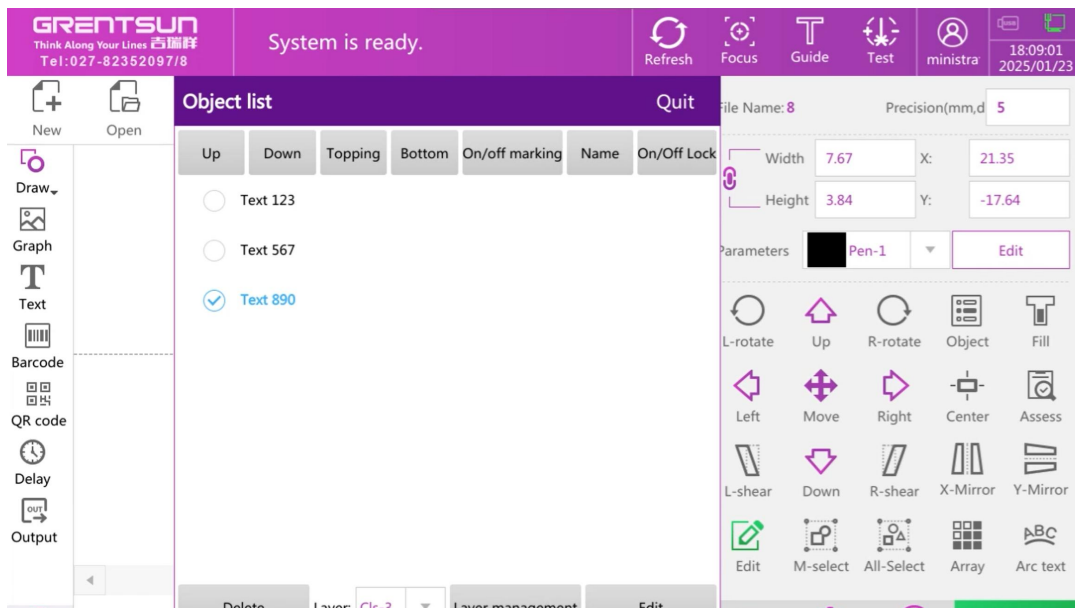 GRENTSUN
Think Along Your Lines 吉瑞祥
Tel:027-82352097/8
System is ready.
Refresh
Focus
Guide
Test
ministra
18:09:01
2025/01/23
New
Open
Object list
Quit
File Name: 8
Precision(mm,d
5
Up
Down
Topping
Bottom
On/off marking
Name
On/Off Lock
Draw
Graph
Text
Barcode
QR code
Delay
OUT
Output
Text 123
Text 567
Text 890
Width
7.67
X:
21.35
Height
3.84
Y:
-17.64
Parameters
Pen-1
Edit
L-rotate
Up
R-rotate
Object
Fill
Left
Move
Right
Center
Assess
L-shear
Down
R-shear
X-Mirror
Y-Mirror
Edit
M-select
All-Select
Array
ABC
Arc text
Delete
Layer:
Cls-3
Layer management
Edit